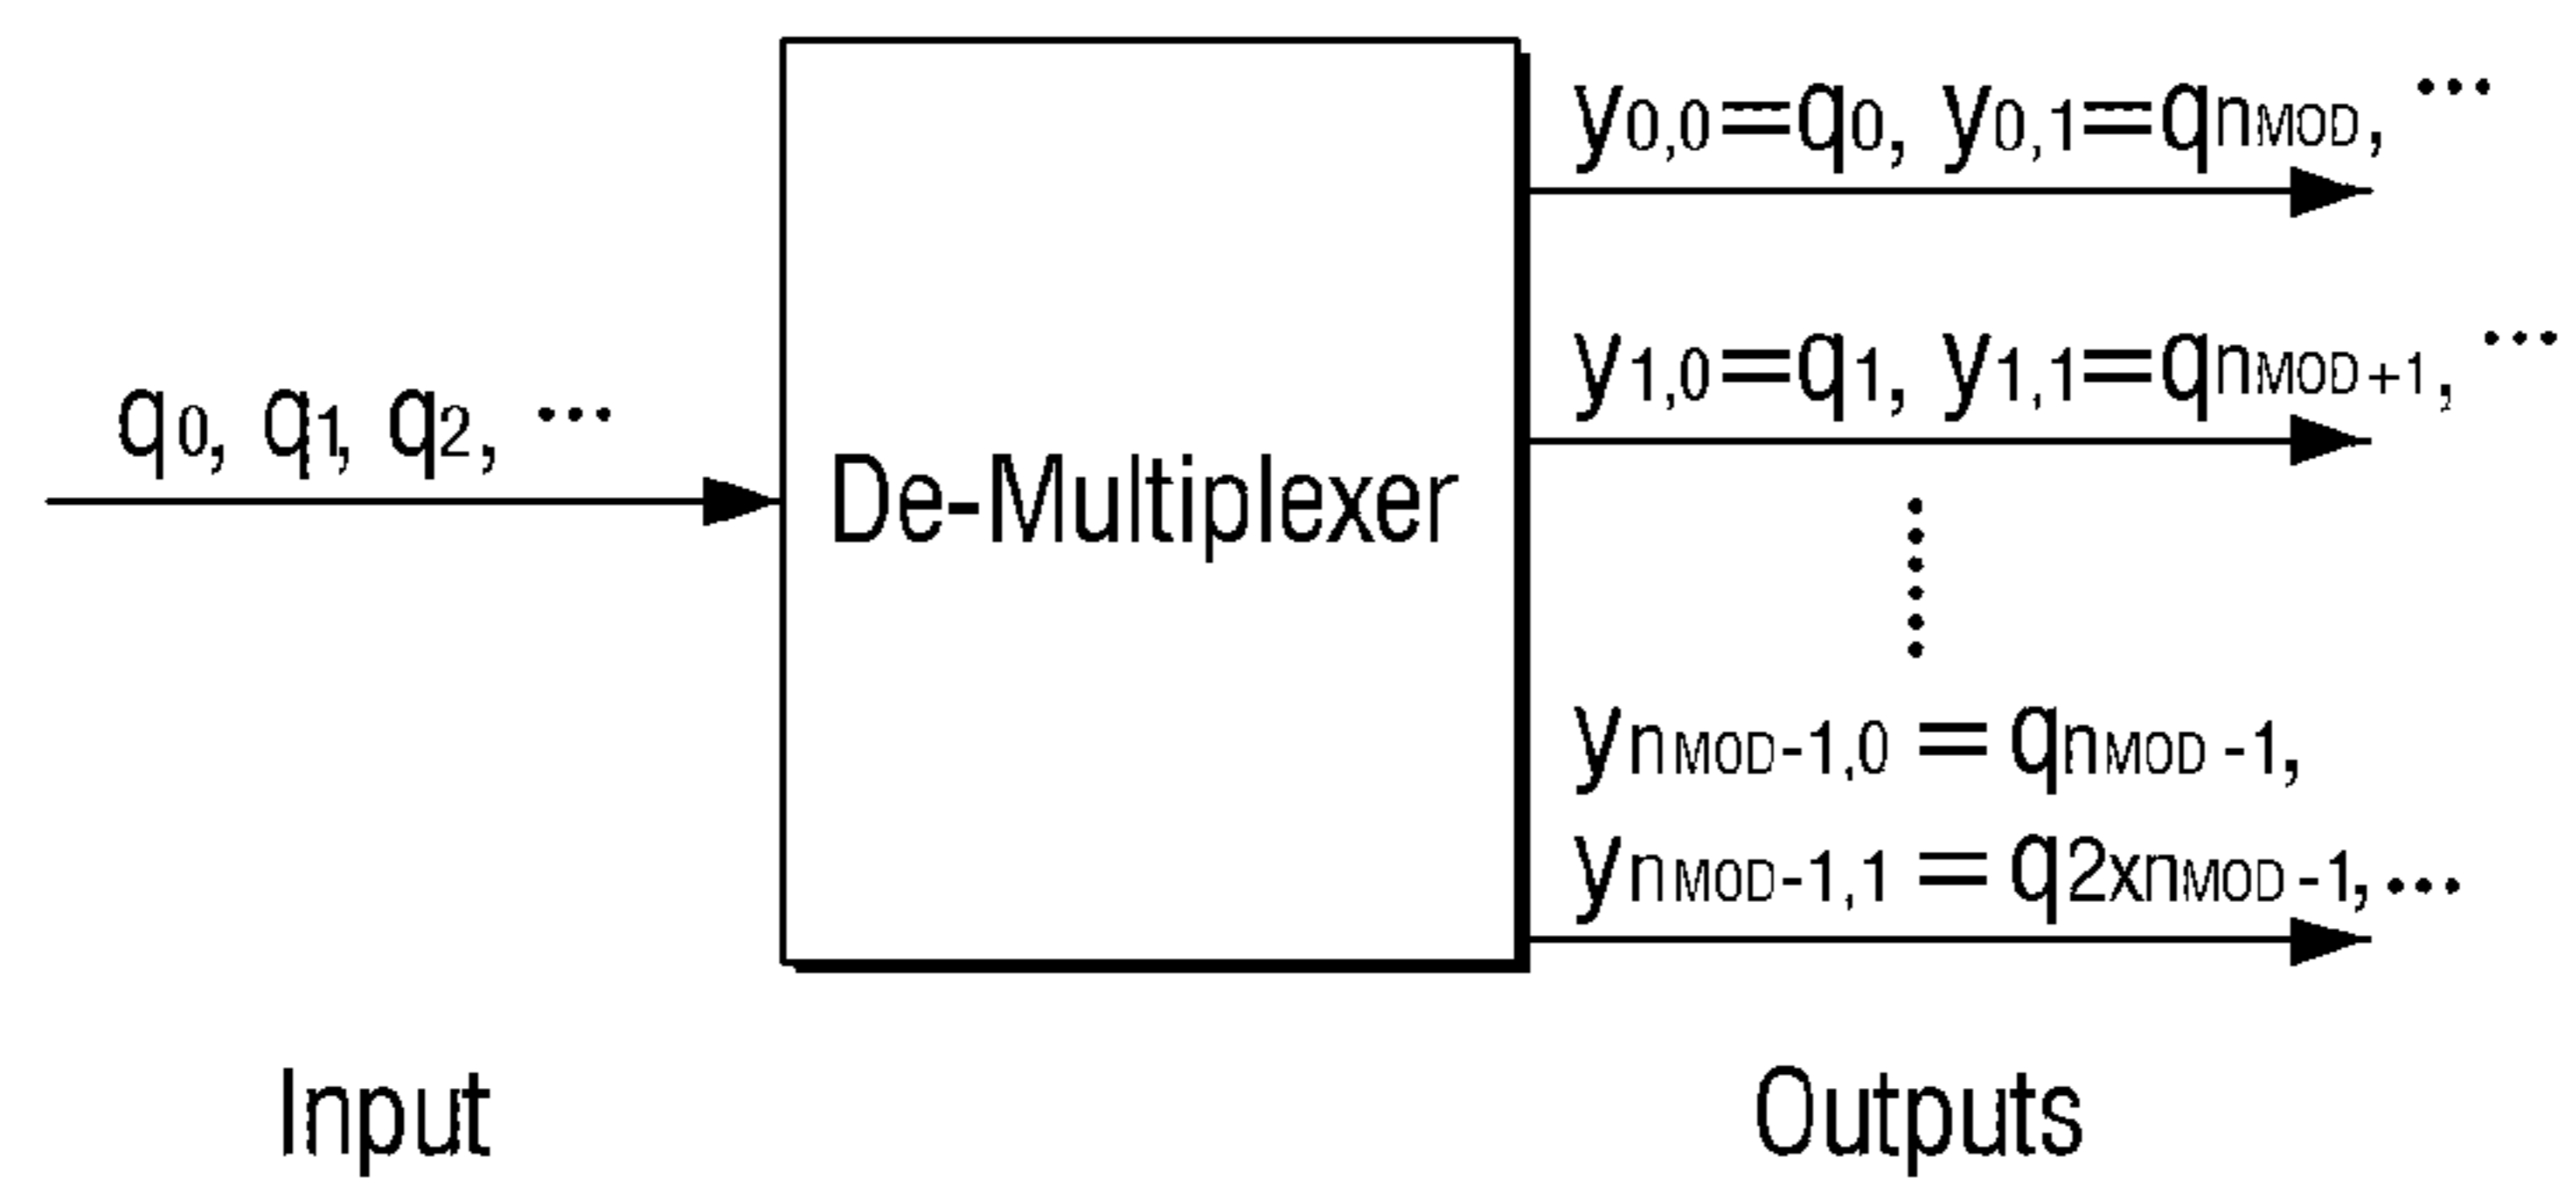 q0, q1, q2, ...
De-Multiplexer
y0,0=q0, y0,1=qnMOD, ...
y1,0=q1, y1,1=qnMOD+1, ...
ynMOD-1,0 = qnMOD -1,
ynMOD-1,1 = q2xnMOD -1, ...
Input
Outputs